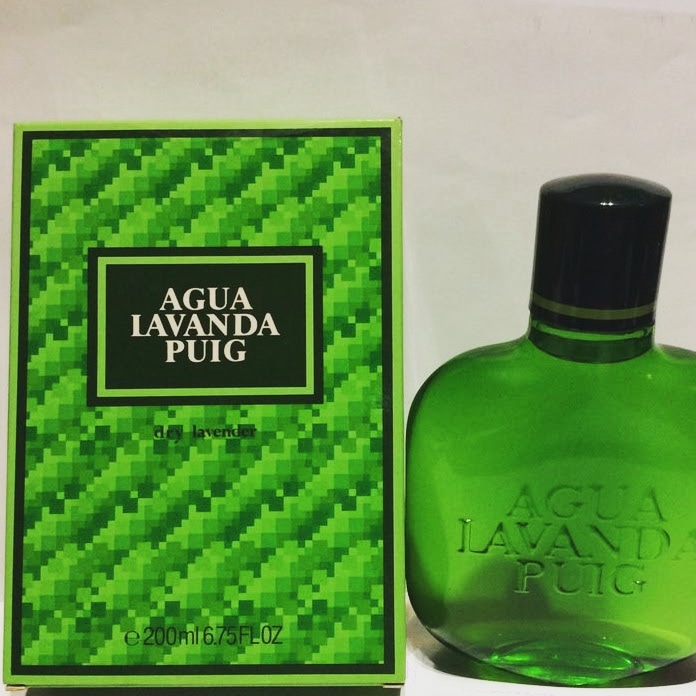 AGUA
LAVANDA
PUIG
dry lavender
e 200ml 6.75FL.OZ
AGUA
LAVANDA
PUIG